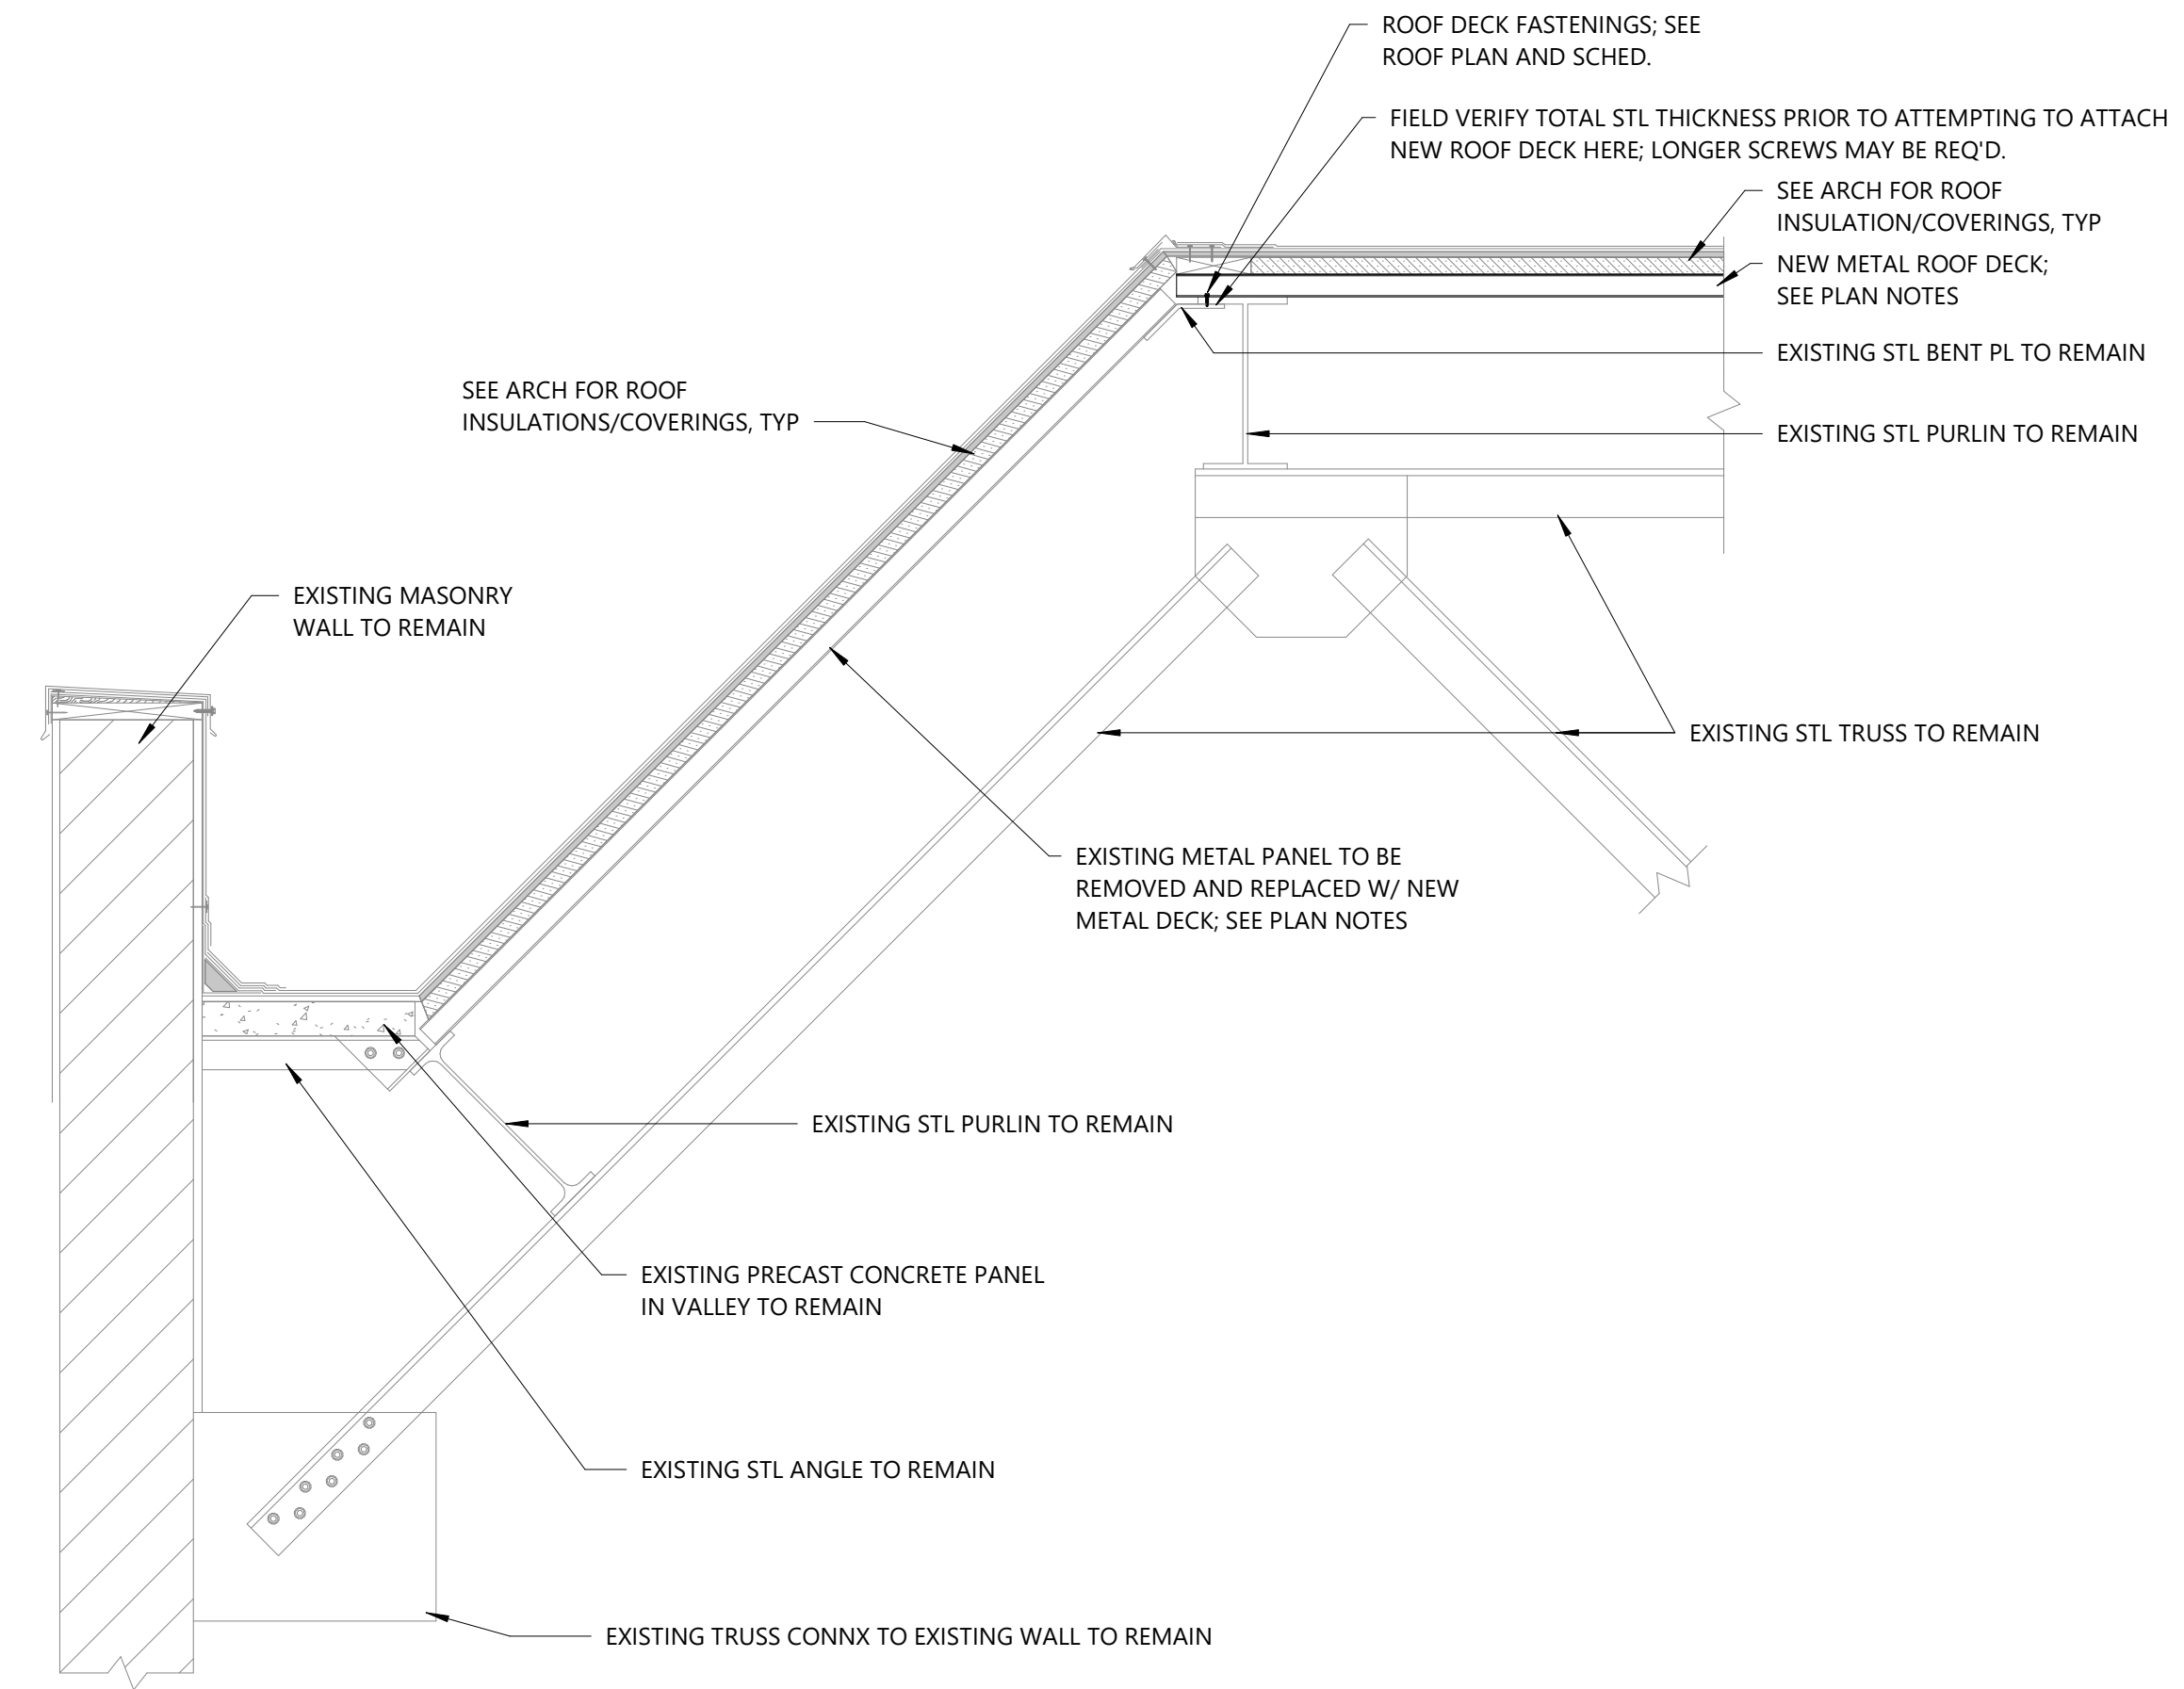 ROOF DECK FASTENINGS; SEE
ROOF PLAN AND SCHED.
FIELD VERIFY TOTAL STL THICKNESS PRIOR TO ATTEMPTING TO ATTACH
NEW ROOF DECK HERE; LONGER SCREWS MAY BE REQ'D.
SEE ARCH FOR ROOF
INSULATION/COVERINGS, TYP
NEW METAL ROOF DECK;
SEE PLAN NOTES
EXISTING STL BENT PL TO REMAIN
SEE ARCH FOR ROOF
INSULATIONS/COVERINGS, TYP
EXISTING STL PURLIN TO REMAIN
EXISTING MASONRY
WALL TO REMAIN
EXISTING STL TRUSS TO REMAIN
EXISTING METAL PANEL TO BE
REMOVED AND REPLACED W/ NEW
METAL DECK; SEE PLAN NOTES
EXISTING STL PURLIN TO REMAIN
EXISTING PRECAST CONCRETE PANEL
IN VALLEY TO REMAIN
EXISTING STL ANGLE TO REMAIN
EXISTING TRUSS CONNX TO EXISTING WALL TO REMAIN